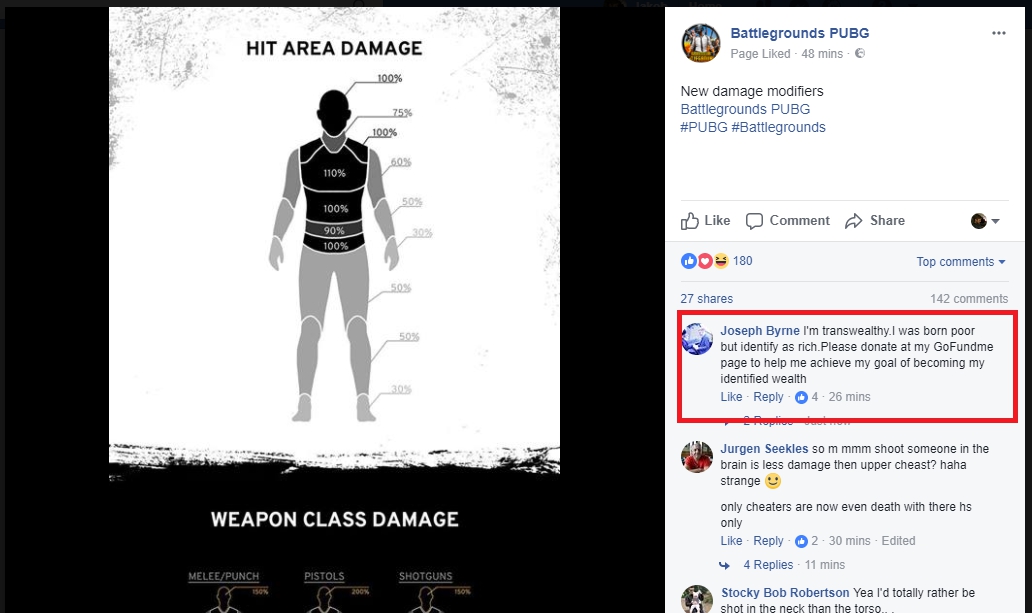 HIT AREA DAMAGE
100%
75%
100%
60%
110%
50%
100%
30%
90%
100%
50%
50%
30%
WEAPON CLASS DAMAGE
MELEE/PUNCH
PISTOLS
SHOTGUNS
150%
200%
150%
Battlegrounds PUBG
Page Liked · 48 mins ·
New damage modifiers
Battlegrounds PUBG
#PUBG #Battlegrounds
Like Comment Share
180
Top comments
27 shares
142 comments
Joseph Byrne I'm transwealthy.I was born poor
but identify as rich.Please donate at my GoFundme
page to help me achieve my goal of becoming my
identified wealth
Like · Reply · 4 · 26 mins
2 Replies · Just now
Jurgen Seekles so m mmm shoot someone in the
brain is less damage then upper cheast? haha
strange
only cheaters are now even death with there hs
only
Like · Reply · 2 · 30 mins · Edited
4 Replies · 11 mins
Stocky Bob Robertson Yea I'd totally rather be
shot in the neck than the torso.. .